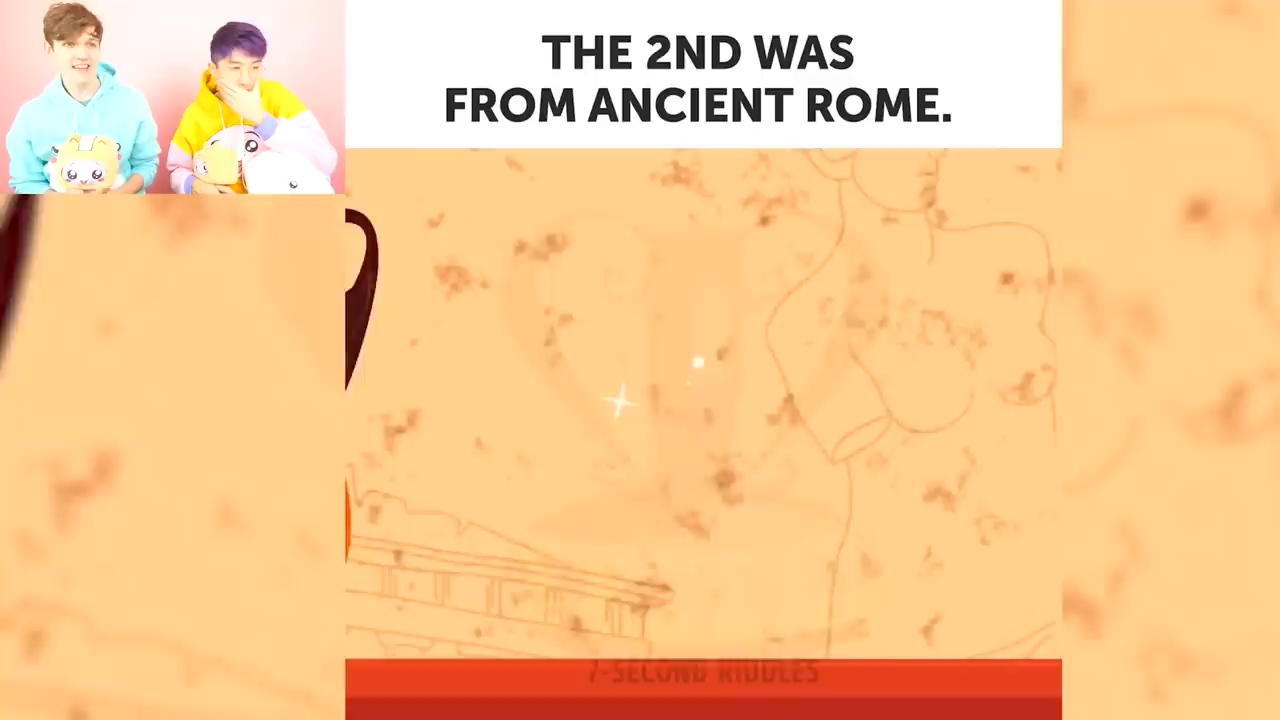 THE 2ND WAS
FROM ANCIENT ROME.
7-SECOND RIDDLES